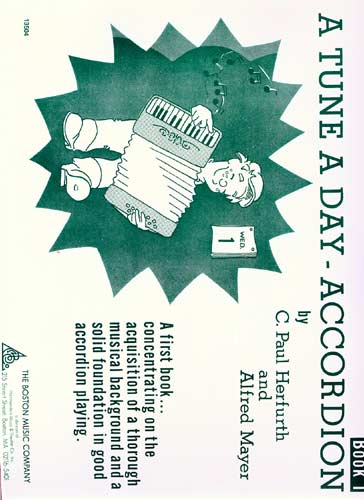 A TUNE A DAY - ACCORDION
BOOK 1
by
C. Paul Herfurth
and
Alfred Mayer
WED.
1
A first book...
concentrating on the
acquisition of a thorough
musical background and a
solid foundation in good
accordion playing.
13504
THE BOSTON MUSIC COMPANY